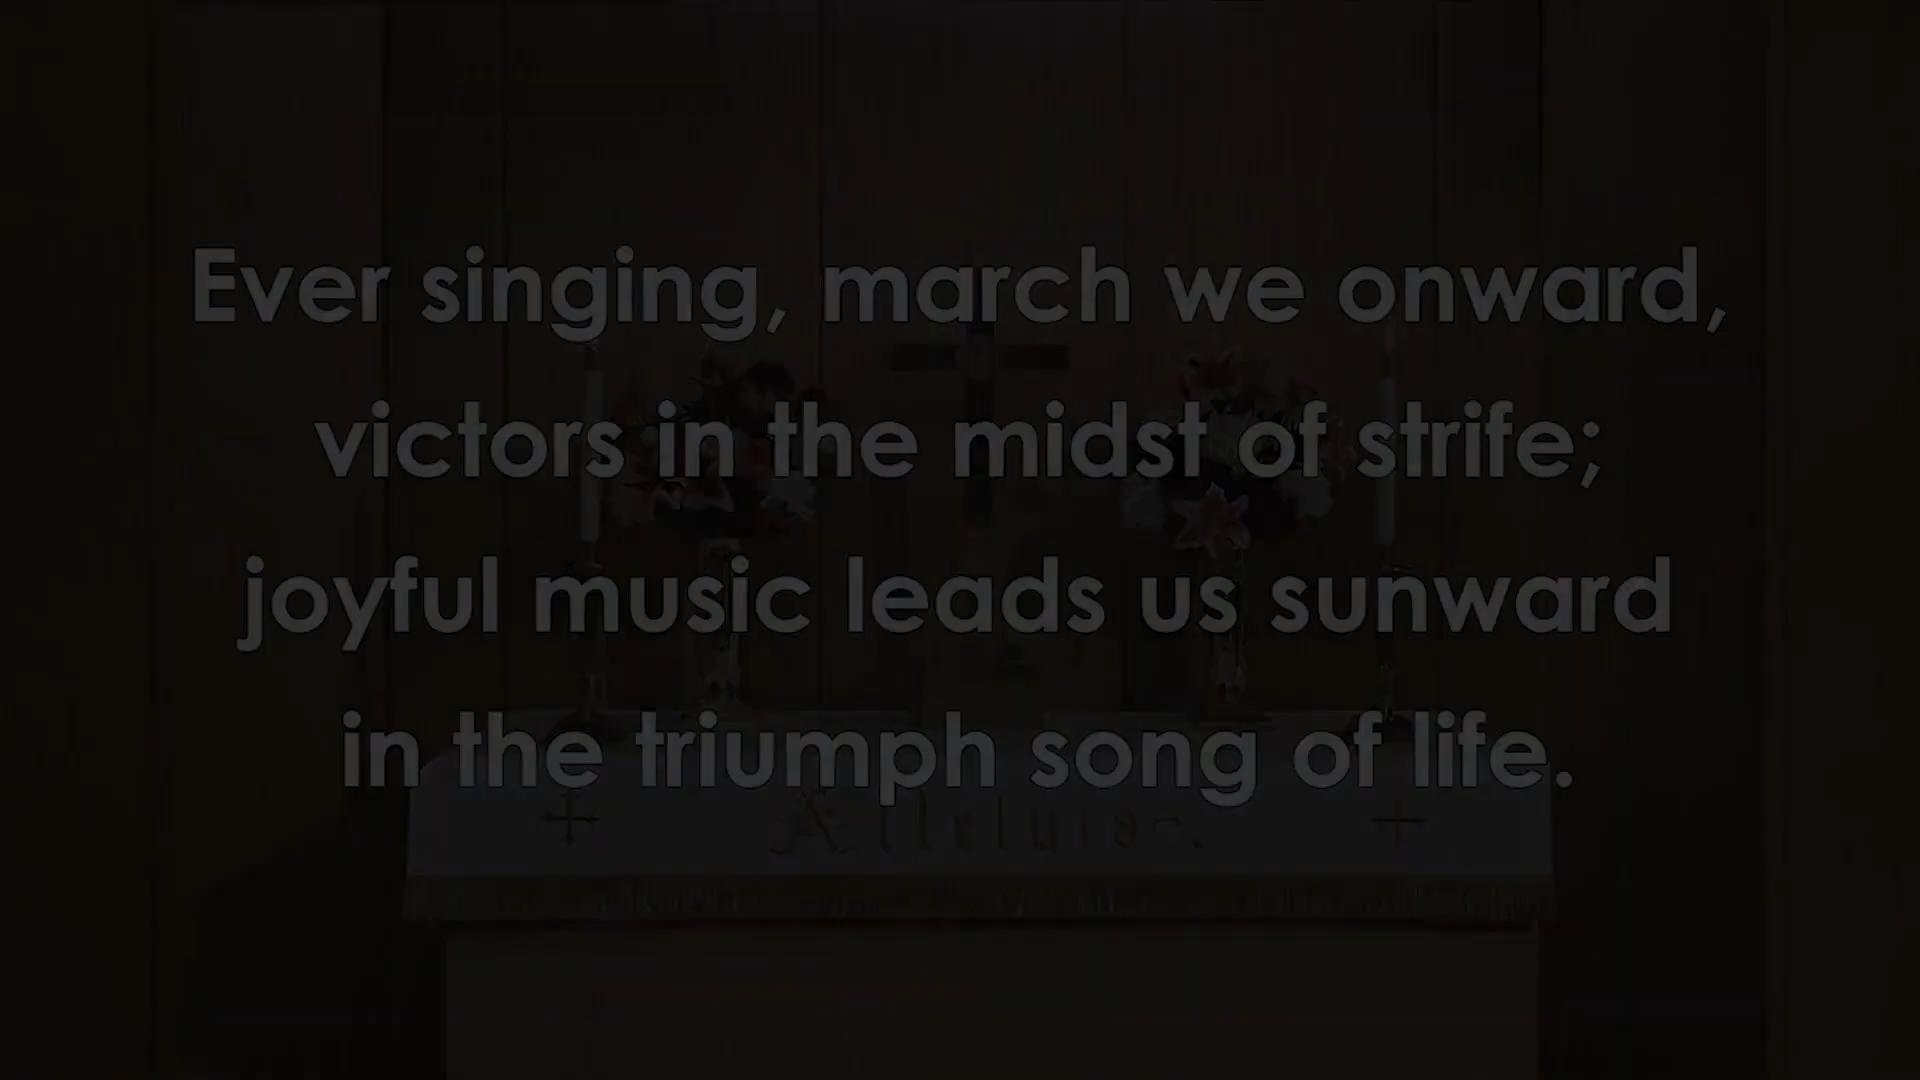 Ever singing, march we onward,
victors in the midst of strife;
joyful music leads us sunward
in the triumph song of life.
Alleluia.